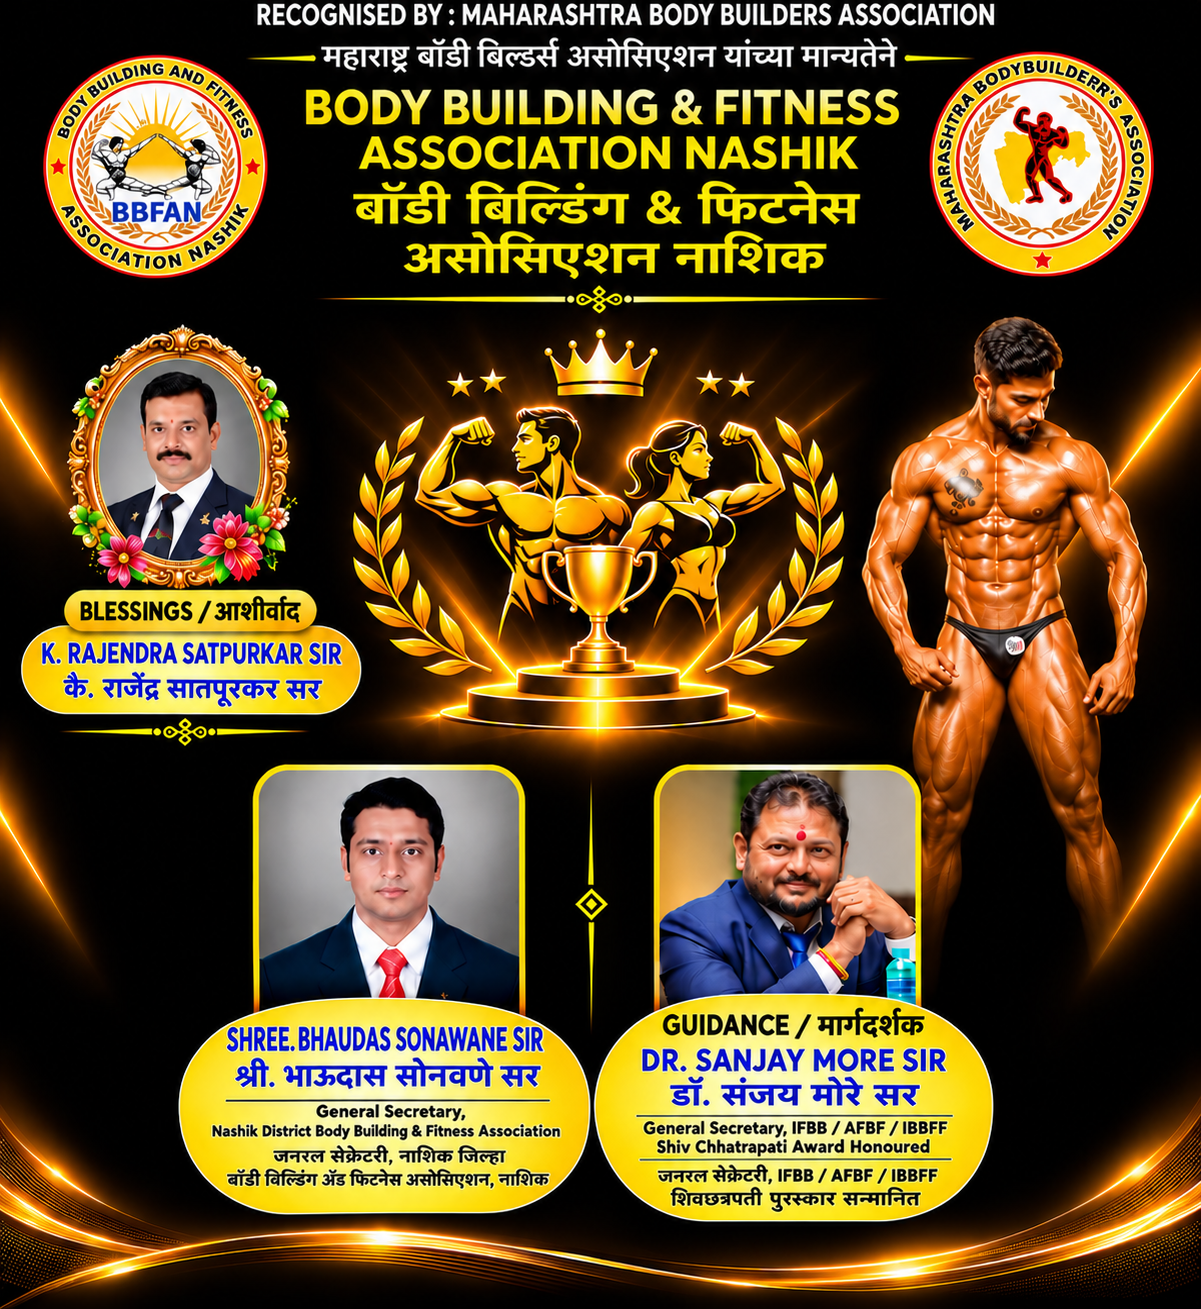 RECOGNISED BY : MAHARASHTRA BODY BUILDERS ASSOCIATION
महाराष्ट्र बॉडी बिल्डर्स असोसिएशन यांच्या मान्यतेने
BODY BUILDING AND FITNESS
ASSOCIATION NASHIK
BBFAN
BODY BUILDING & FITNESS
ASSOCIATION NASHIK
बॉडी बिल्डिंग & फिटनेस
असोसिएशन नाशिक
MAHARASHTRA BODYBUILDERR'S ASSOCIATION
BLESSINGS / आशीर्वाद
K. RAJENDRA SATPURKAR SIR
कै. राजेंद्र सातपूरकर सर
SHREE. BHAUDAS SONAWANE SIR
श्री. भाऊदास सोनवणे सर
General Secretary,
Nashik District Body Building & Fitness Association
जनरल सेक्रेटरी, नाशिक जिल्हा
बॉडी विल्डिंग अँड फिटनेस असोसिएशन, नाशिक
GUIDANCE / मार्गदर्शक
DR. SANJAY MORE SIR
डॉ. संजय मोरे सर
General Secretary, IFBB / AFBF / IBBFF
Shiv Chhatrapati Award Honoured
जनरल सेक्रेटरी, IFBB / AFBF / IBBFF
शिवछत्रपती पुरस्कार सन्मानित